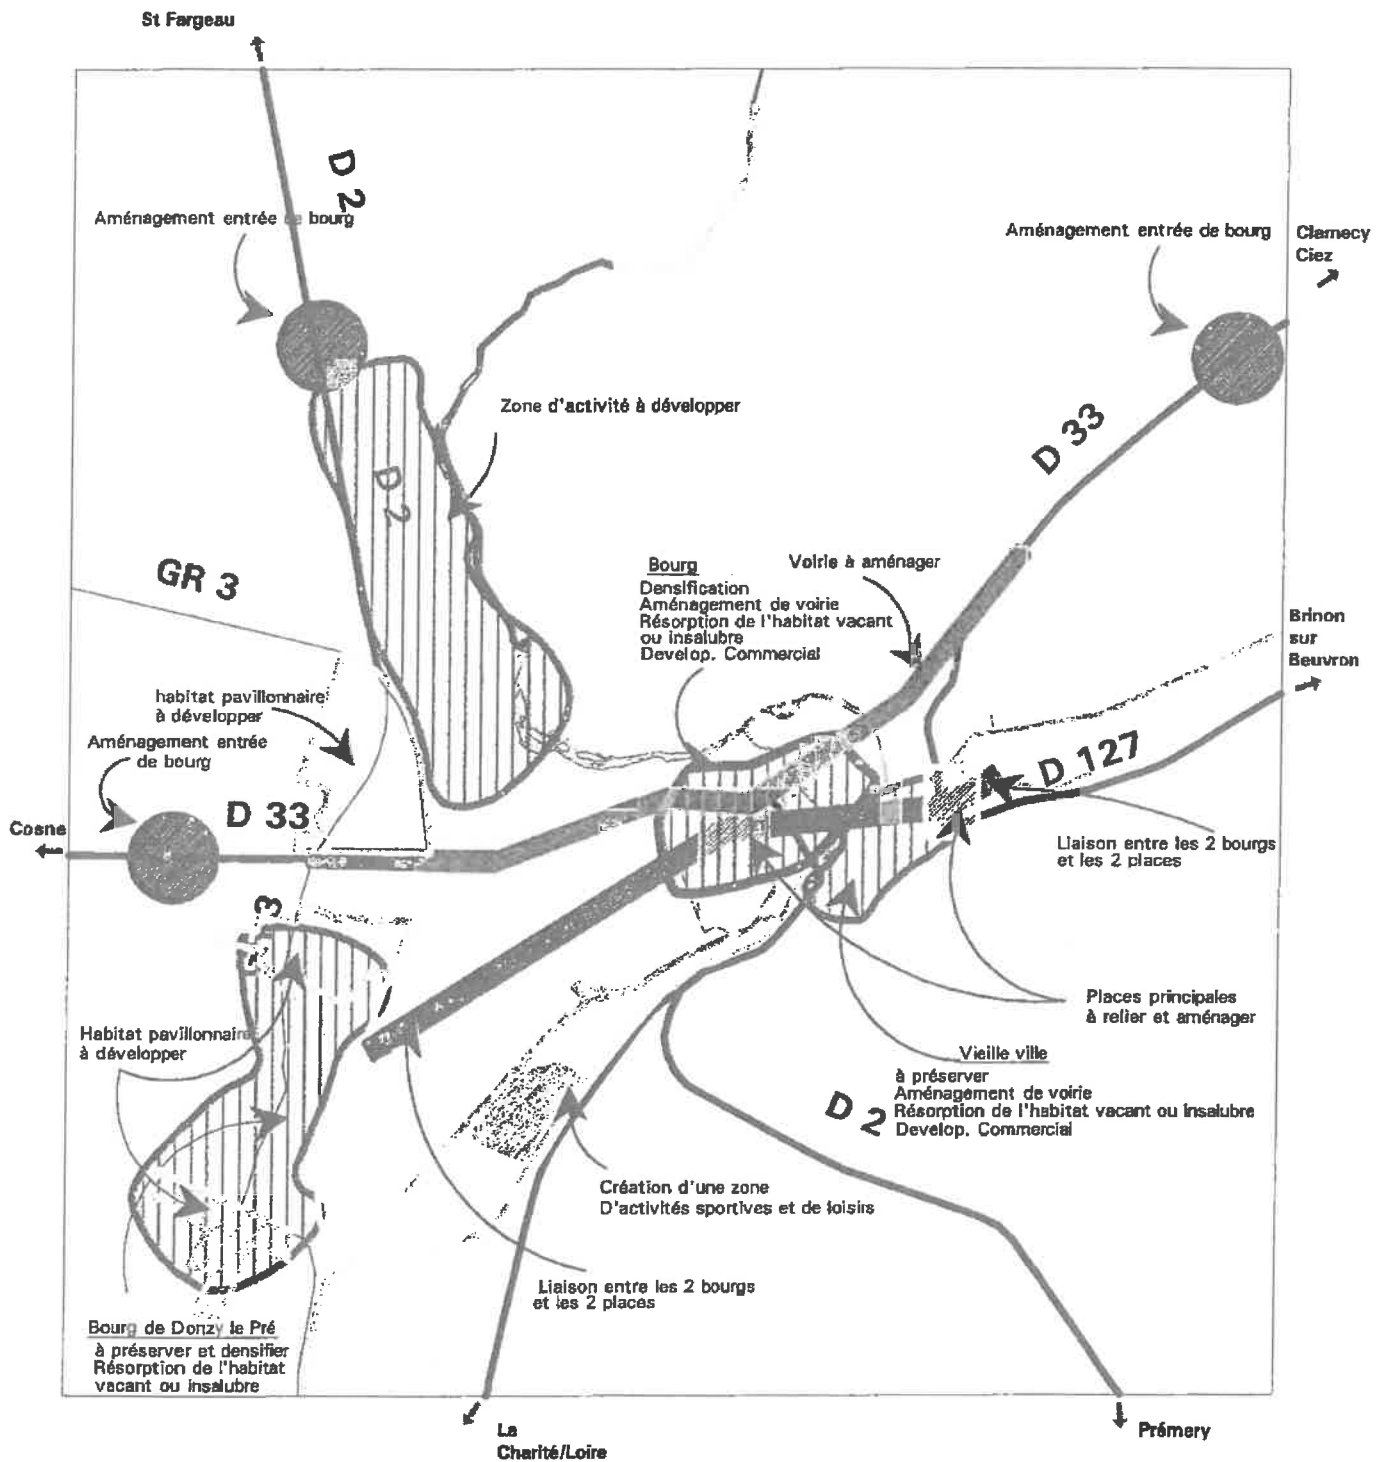 St Fargeau
D 2
Aménagement entrée de bourg
Aménagement entrée de bourg
Clamecy
Ciez
Zone d'activité à développer
D 33
D 2
GR 3
Bourg
Densification
Aménagement de voirie
Résorption de l'habitat vacant
ou insalubre
Develop. Commercial
Voirie à aménager
Brinon
sur
Beuvron
habitat pavillonnaire
à développer
Aménagement entrée
de bourg
D 127
D 33
Cosne
Liaison entre les 2 bourgs
et les 2 places
3
Places principales
à relier et aménager
Habitat pavillonnaire
à développer
Vieille ville
à préserver
Aménagement de voirie
Résorption de l'habitat vacant ou insalubre
Develop. Commercial
D 2
Création d'une zone
D'activités sportives et de loisirs
Liaison entre les 2 bourgs
et les 2 places
Bourg de Donzy le Pré
à préserver et densifier
Résorption de l'habitat
vacant ou insalubre
La
Charité/Loire
Prémery